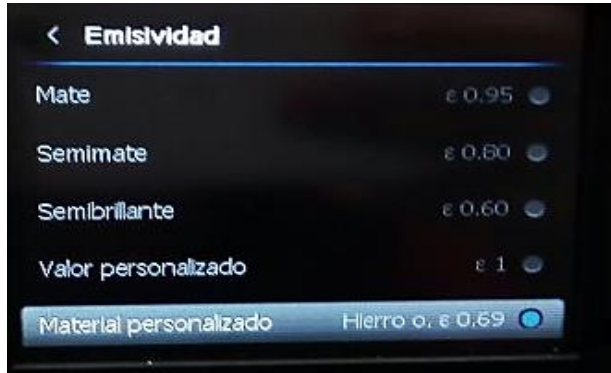 < Emisividad
Mate ε 0.95
Semimate ε 0.80
Semibrillante ε 0.60
Valor personalizado ε 1
Material personalizado Hierro o, ε 0,69